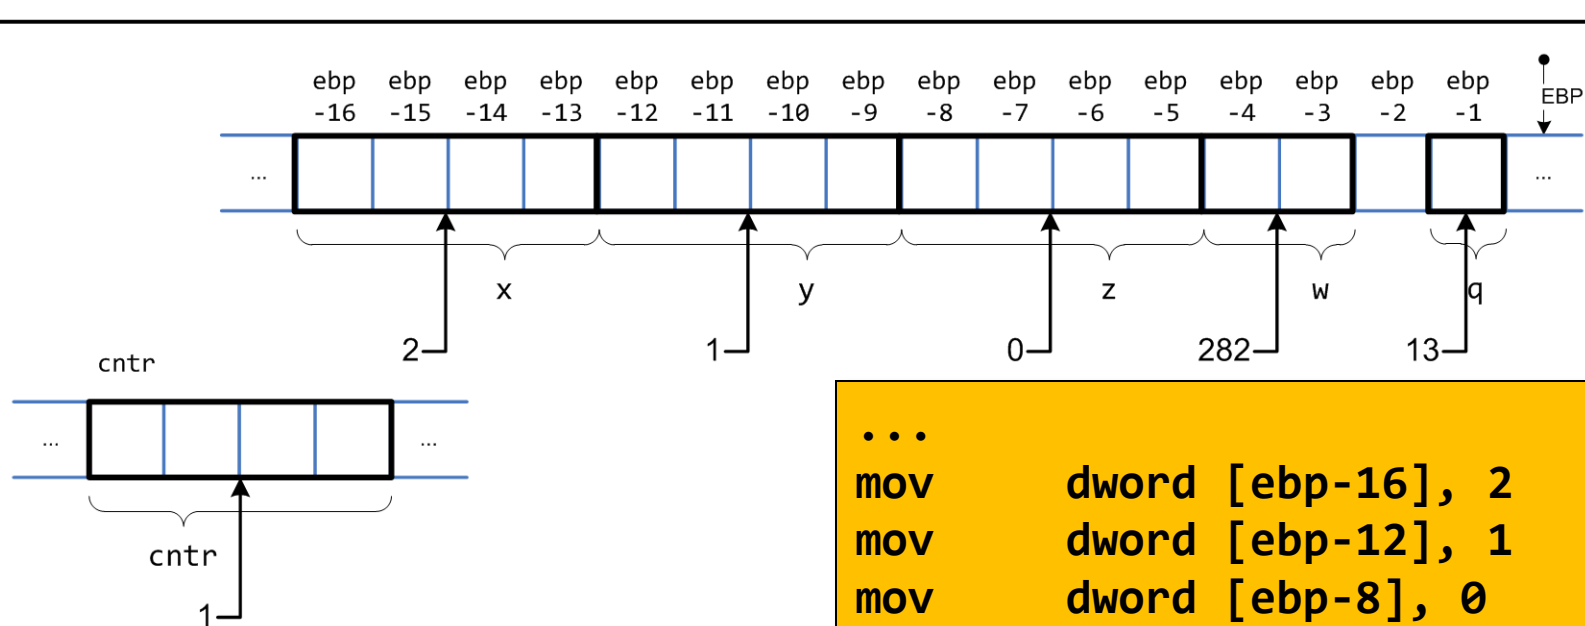 ebp ebp ebp ebp ebp ebp ebp ebp ebp ebp ebp ebp ebp ebp ebp ebp
-16 -15 -14 -13 -12 -11 -10 -9 -8 -7 -6 -5 -4 -3 -2 -1
EBP
... ...
x y z w q
2 1 0 282 13
cntr
... ...
cntr
1
...
mov dword [ebp-16], 2
mov dword [ebp-12], 1
mov dword [ebp-8], 0